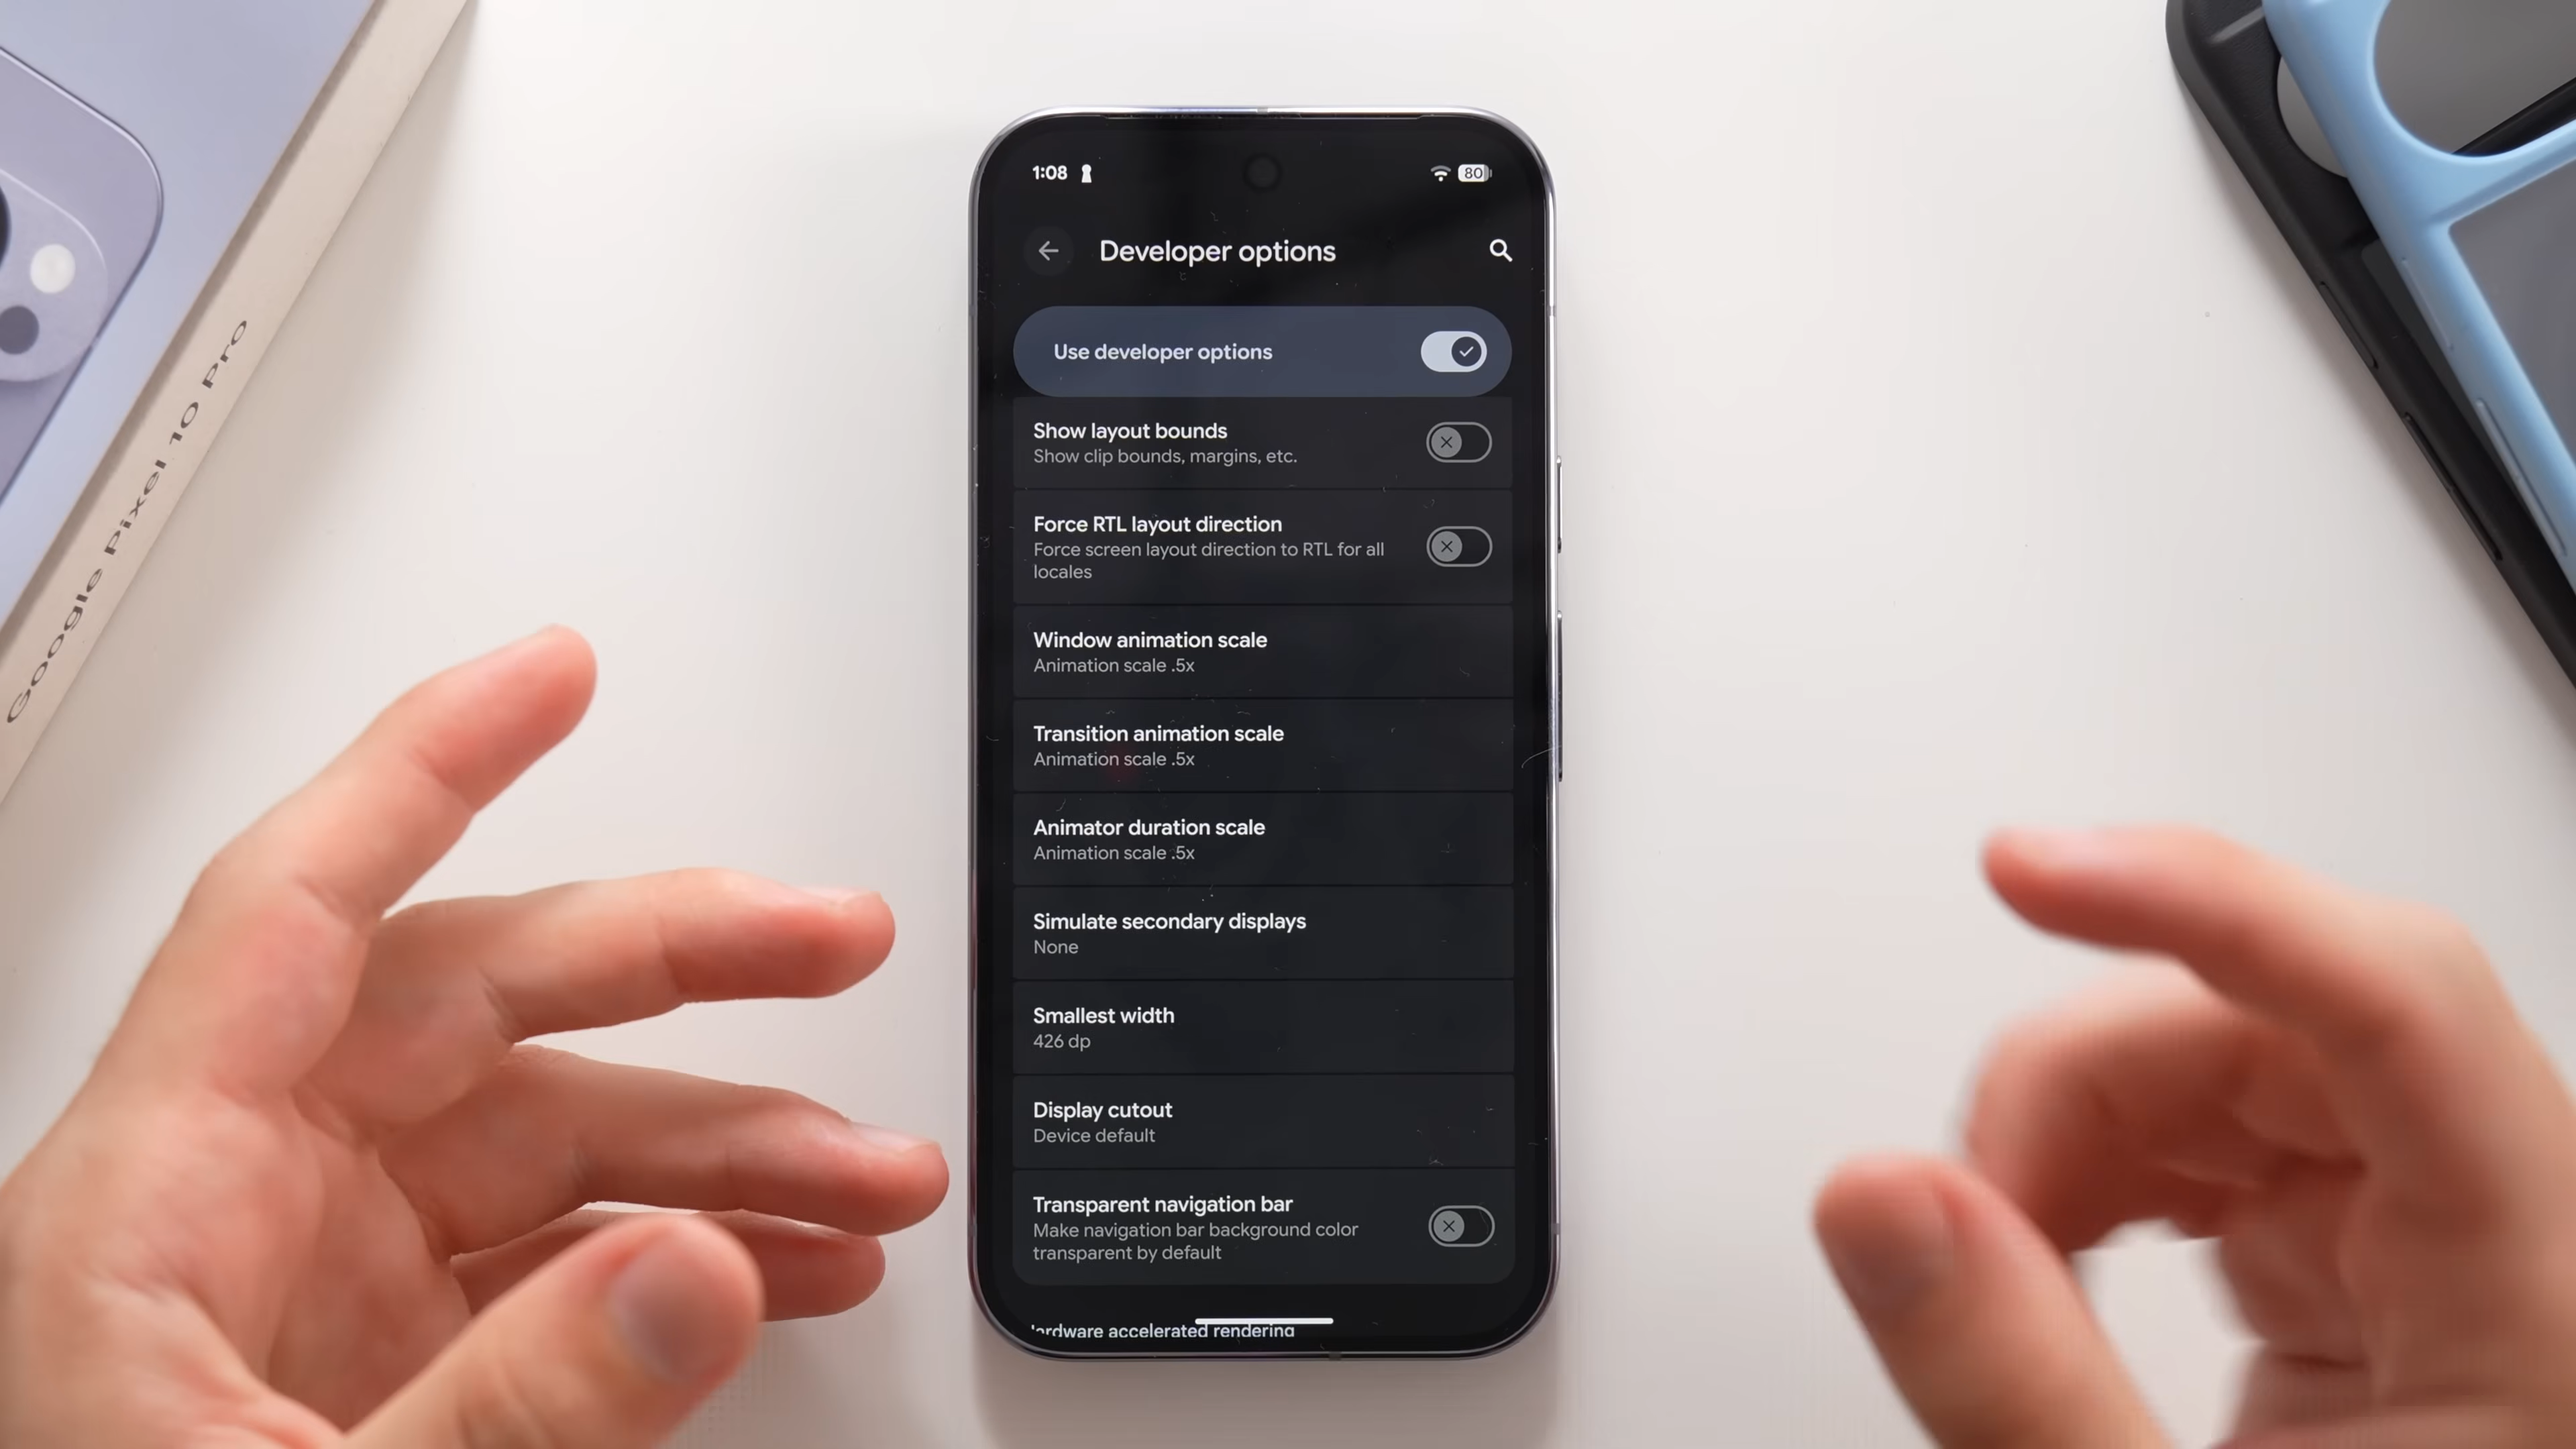 Google Pixel 10 Pro
1:08
80
Developer options
Use developer options
Show layout bounds
Show clip bounds, margins, etc.
Force RTL layout direction
Force screen layout direction to RTL for all
locales
Window animation scale
Animation scale .5x
Transition animation scale
Animation scale .5x
Animator duration scale
Animation scale .5x
Simulate secondary displays
None
Smallest width
426 dp
Display cutout
Device default
Transparent navigation bar
Make navigation bar background color
transparent by default
ardware accelerated rendering